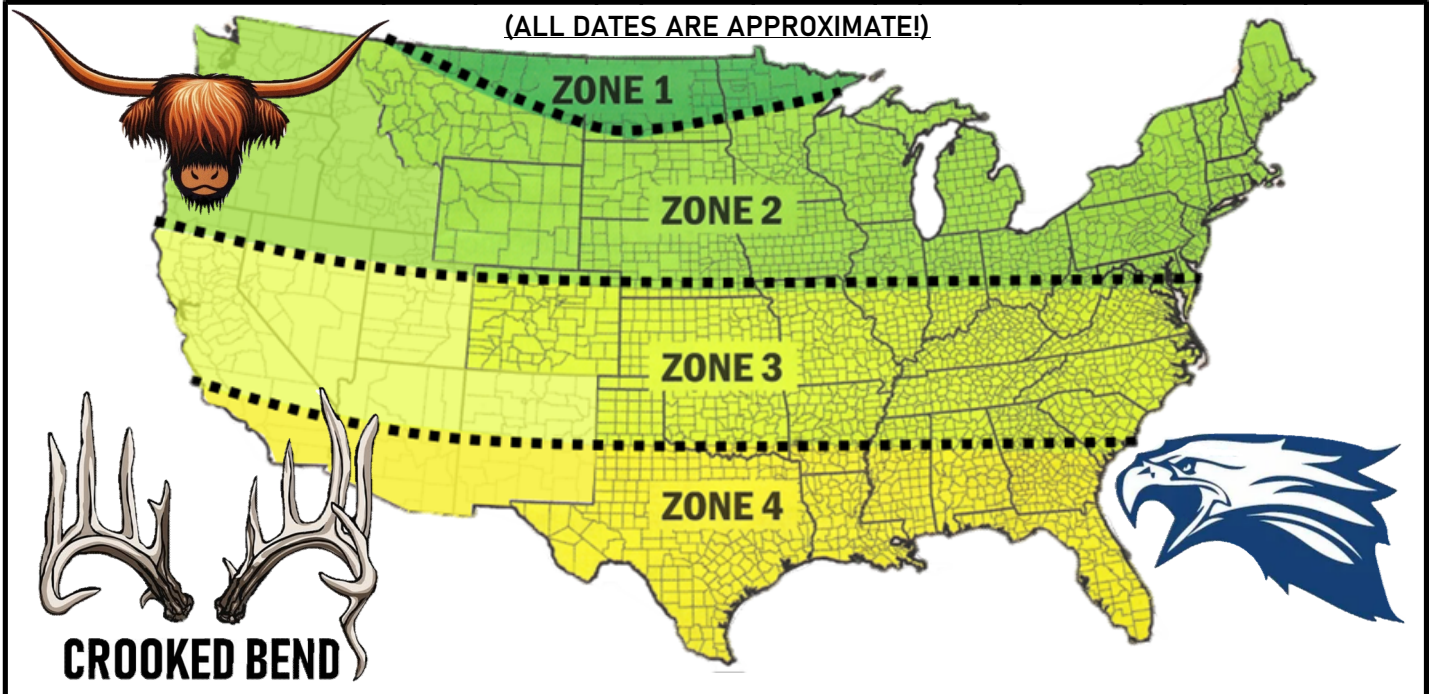 (ALL DATES ARE APPROXIMATE!)
ZONE 1
ZONE 2
ZONE 3
ZONE 4
CROOKED BEND